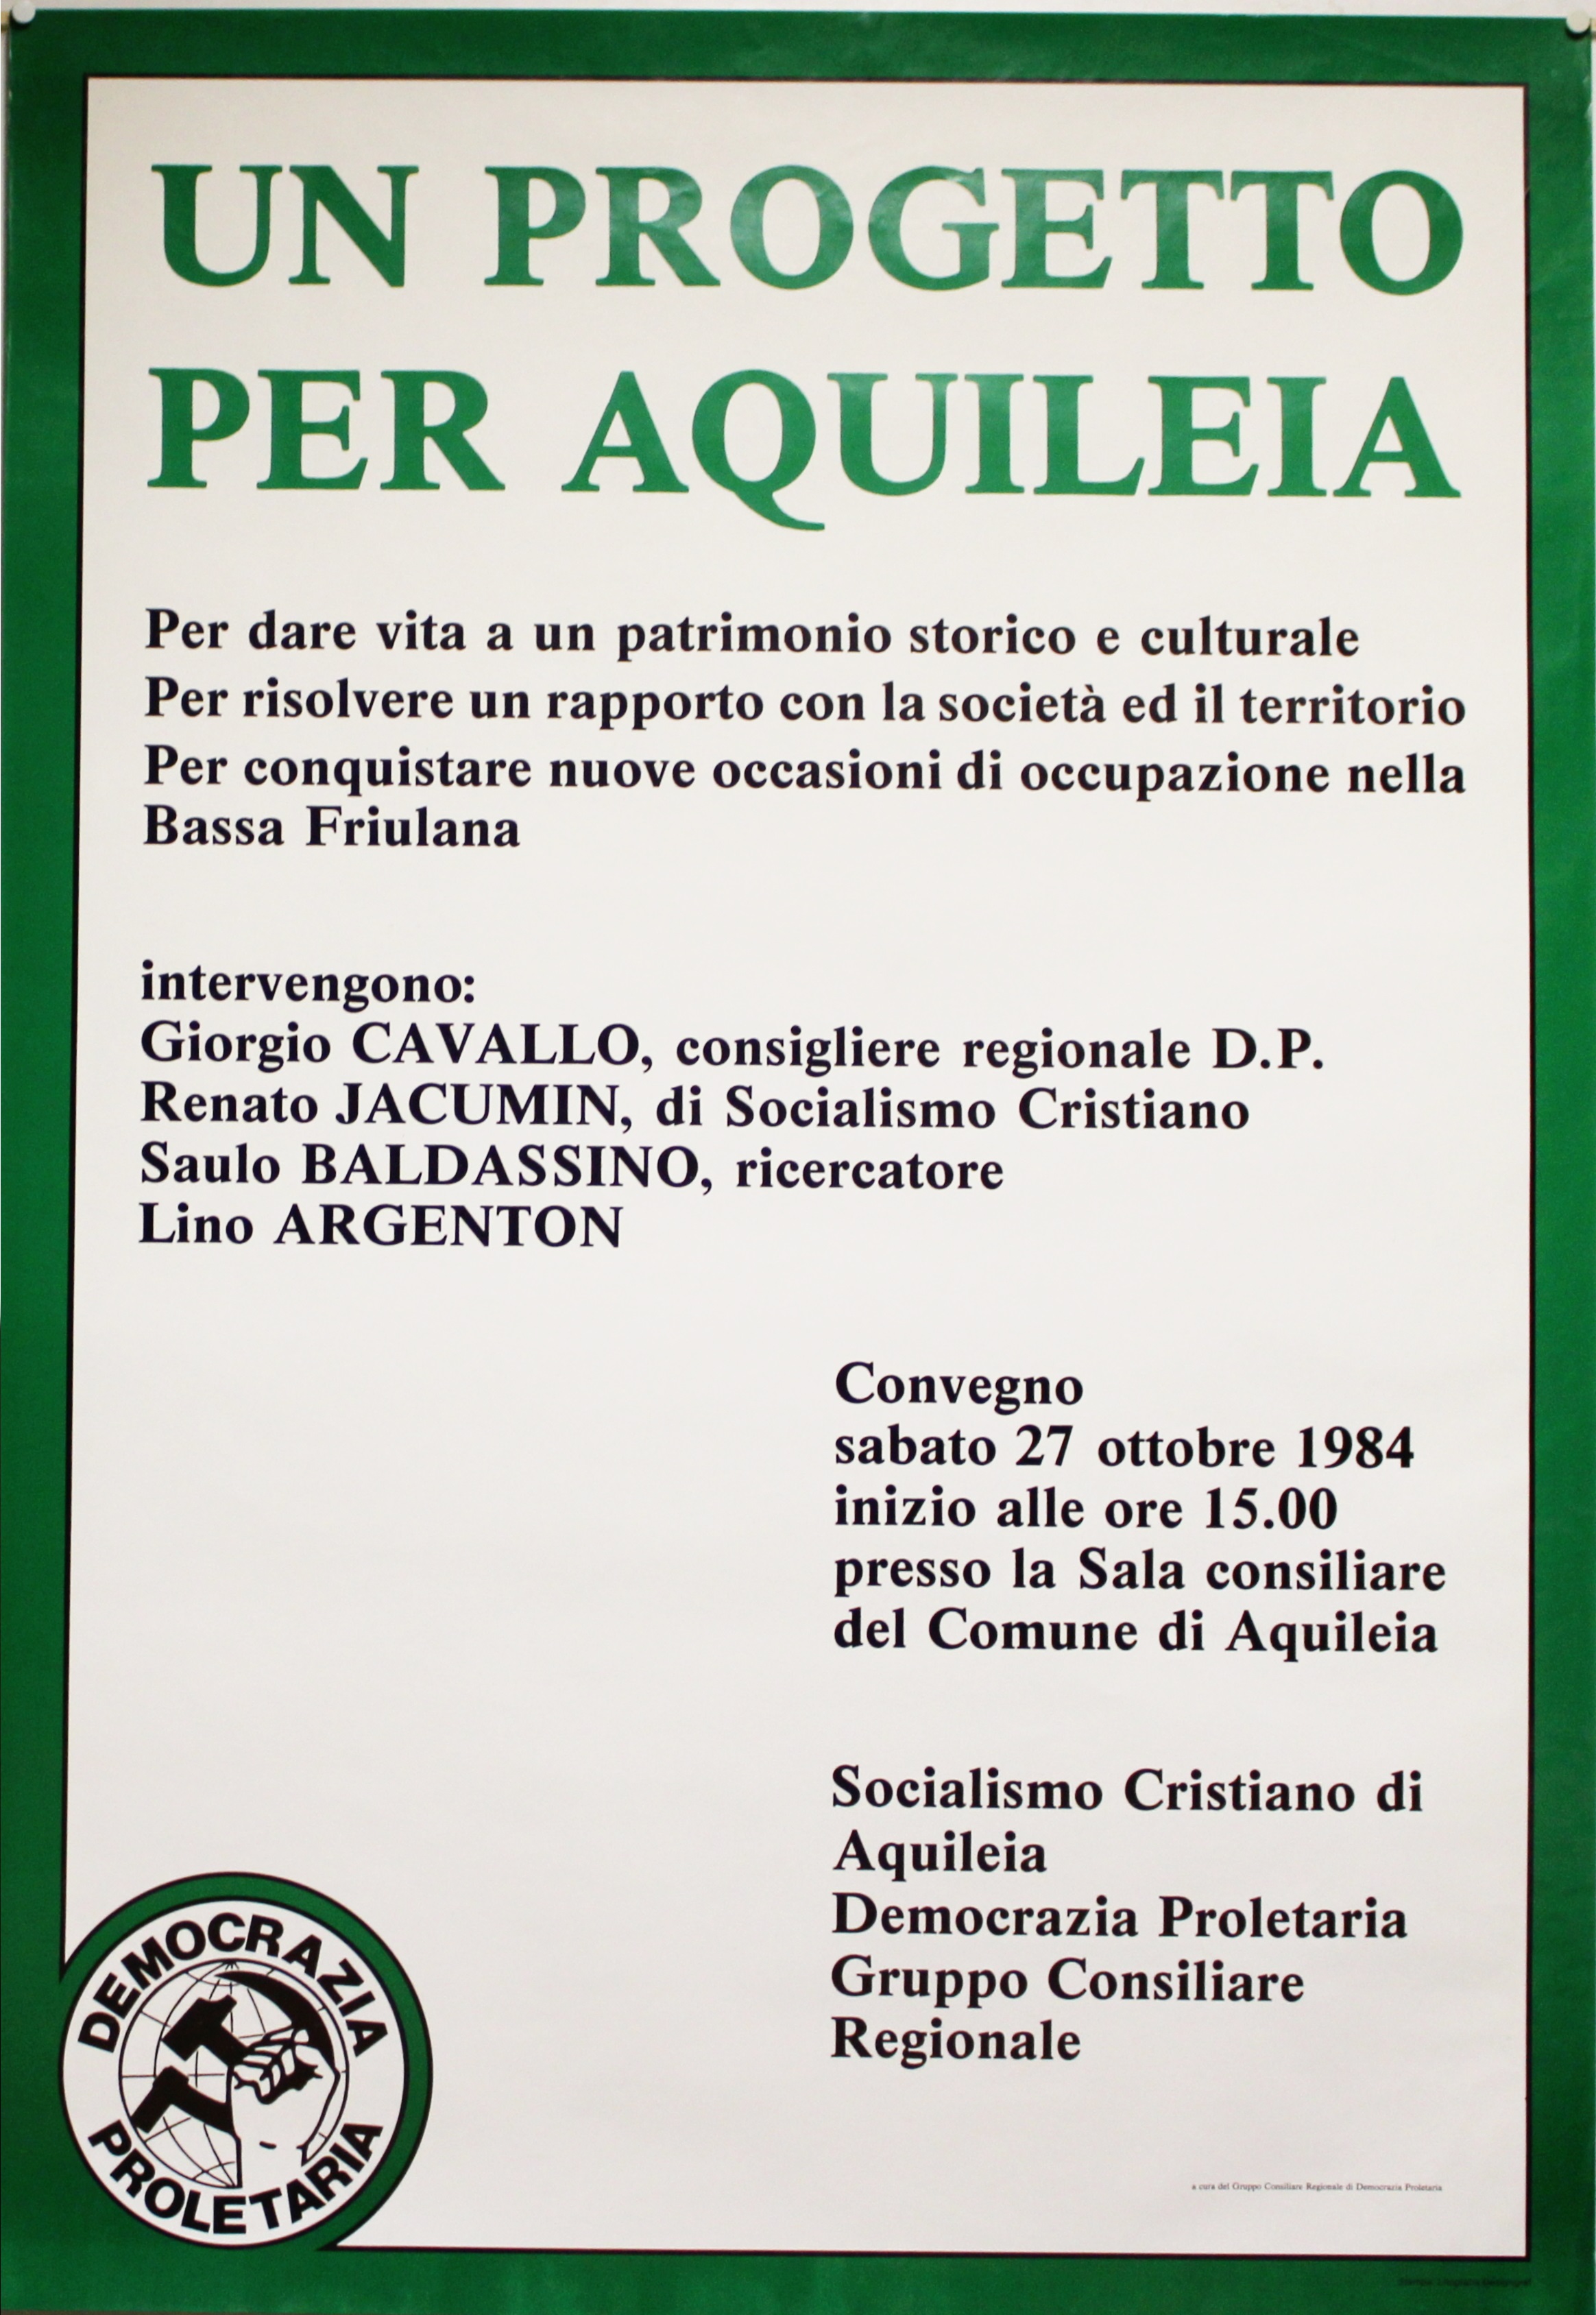 UN PROGETTO
PER AQUILEIA
Per dare vita a un patrimonio storico e culturale
Per risolvere un rapporto con la società ed il territorio
Per conquistare nuove occasioni di occupazione nella
Bassa Friulana
intervengono:
Giorgio CAVALLO, consigliere regionale D.P.
Renato JACUMIN, di Socialismo Cristiano
Saulo BALDASSINO, ricercatore
Lino ARGENTON
Convegno
sabato 27 ottobre 1984
inizio alle ore 15.00
presso la Sala consiliare
del Comune di Aquileia
Socialismo Cristiano di
Aquileia
Democrazia Proletaria
Gruppo Consiliare
Regionale
DEMOCRAZIA
PROLETARIA
a cura del Gruppo Consiliare Regionale di Democrazia Proletaria